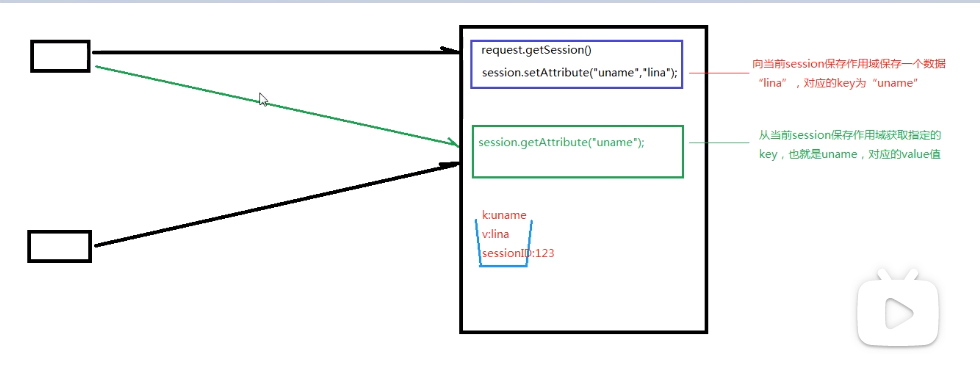 request.getSession()
session.setAttribute("uname","lina");
向当前session保存作用域保存一个数据
“lina”，对应的key为“uname”
session.getAttribute("uname");
从当前session保存作用域获取指定的
key，也就是uname，对应的value值
k:uname
v:lina
sessionID:123